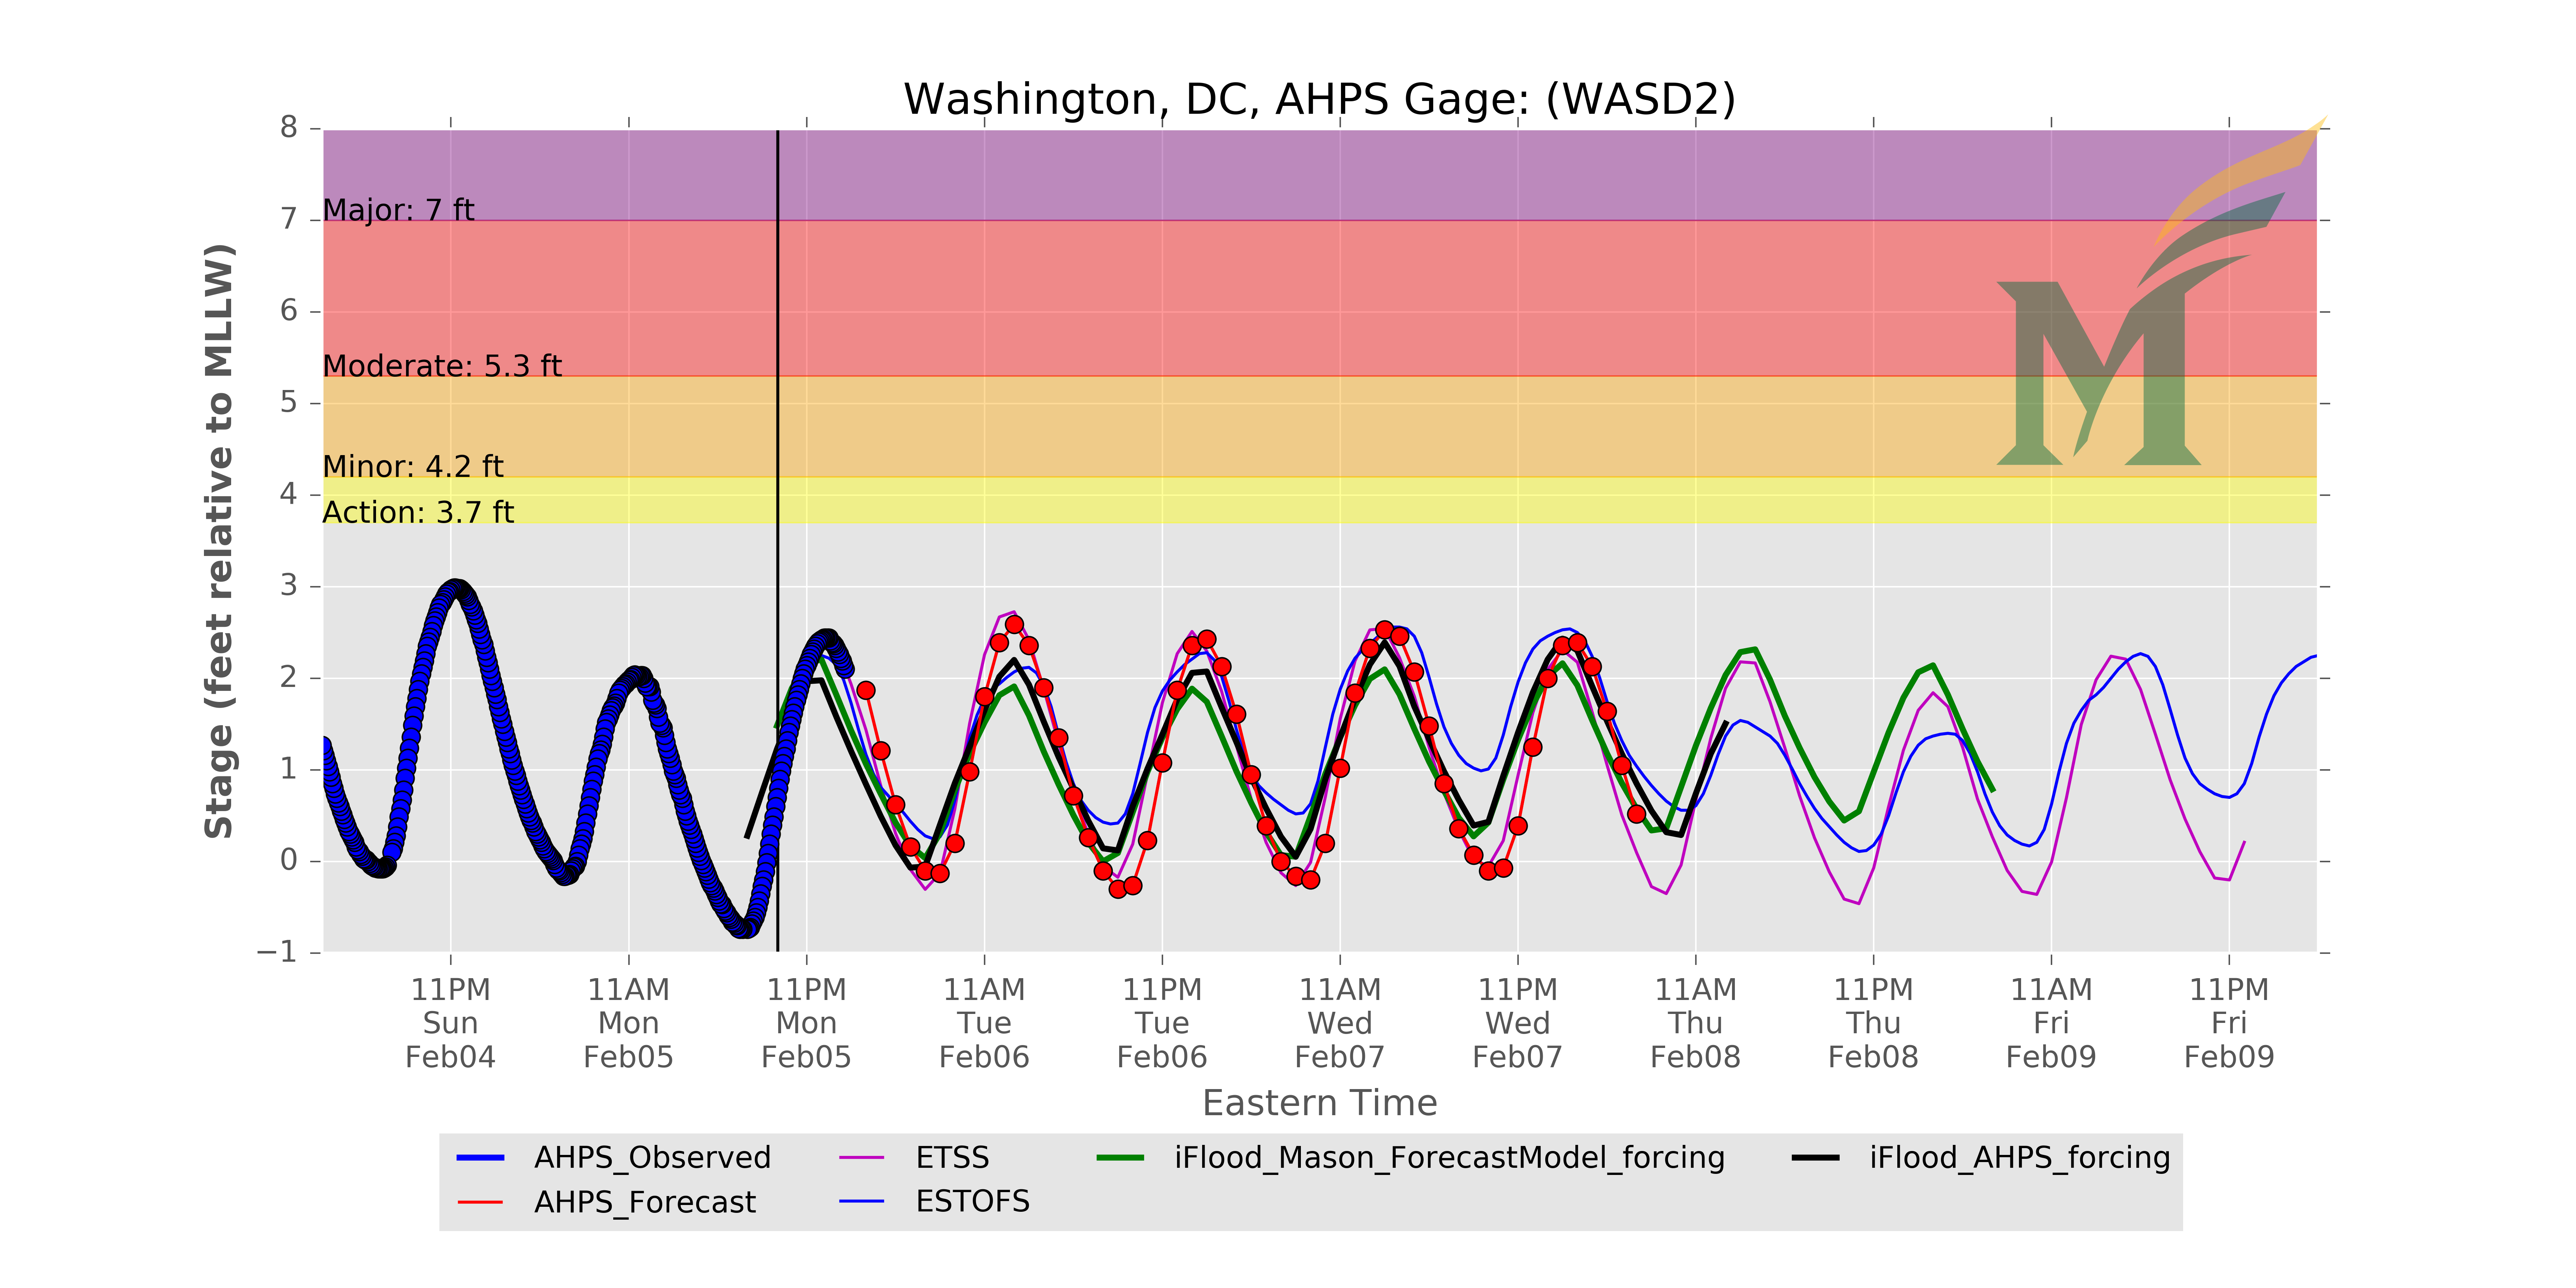 Washington, DC, AHPS Gage: (WASD2)
Stage (feet relative to MLLW)
8
7
6
5
4
3
2
1
0
−1
Major: 7 ft
Moderate: 5.3 ft
Minor: 4.2 ft
Action: 3.7 ft
M
11PM
Sun
Feb04
11AM
Mon
Feb05
11PM
Mon
Feb05
11AM
Tue
Feb06
11PM
Tue
Feb06
11AM
Wed
Feb07
11PM
Wed
Feb07
11AM
Thu
Feb08
11PM
Thu
Feb08
11AM
Fri
Feb09
11PM
Fri
Feb09
Eastern Time
AHPS_Observed
AHPS_Forecast
ETSS
ESTOFS
iFlood_Mason_ForecastModel_forcing
iFlood_AHPS_forcing